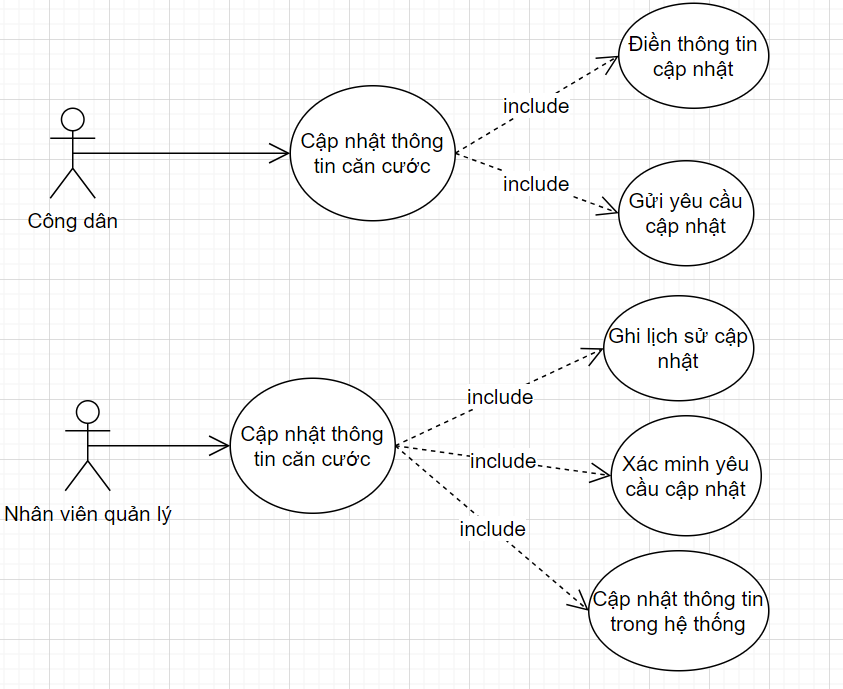 Điền thông tin
cập nhật
include
Cập nhật thông
tin căn cước
include
Gửi yêu cầu
cập nhật
Công dân
Ghi lịch sử cập
nhật
include
Cập nhật thông
tin căn cước
include
Xác minh yêu
cầu cập nhật
Nhân viên quản lý
include
Cập nhật thông tin
trong hệ thống